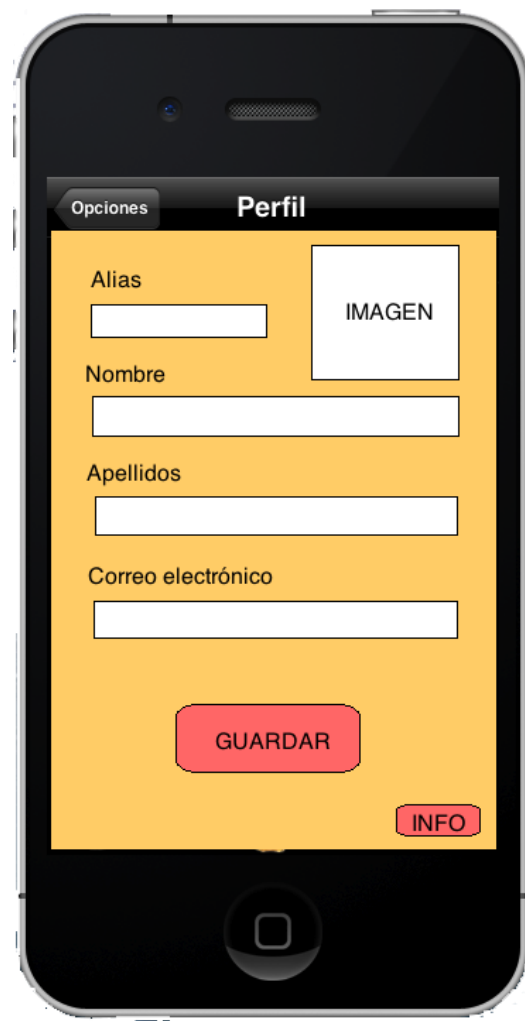 Opciones
Perfil
Alias
IMAGEN
Nombre
Apellidos
Correo electrónico
GUARDAR
INFO